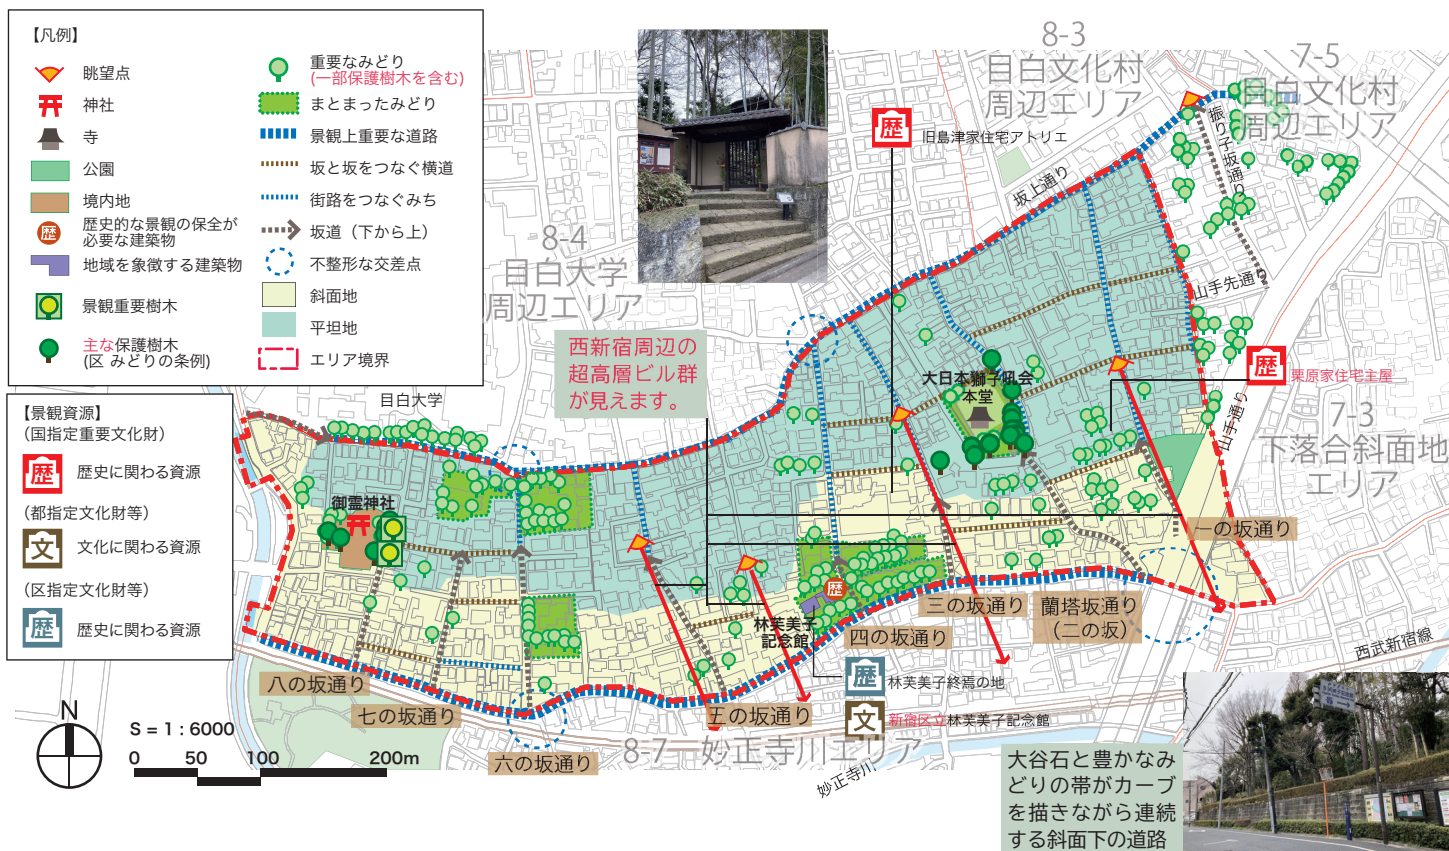 【凡例】
眺望点
神社
寺
公園
境内地
歴
歴史的な景観の保全が
必要な建築物
地域を象徴する建築物
景観重要樹木
主な保護樹木
(区 みどりの条例)
重要なみどり
(一部保護樹木を含む)
まとまったみどり
景観上重要な道路
坂と坂をつなぐ横道
街路をつなぐみち
坂道（下から上）
不整形な交差点
斜面地
平坦地
エリア境界
【景観資源】
(国指定重要文化財)
歴
歴史に関わる資源
(都指定文化財等)
文
文化に関わる資源
(区指定文化財等)
歴
歴史に関わる資源
8-3
目白文化村
周辺エリア
7-5
目白文化村
周辺エリア
歴
旧島津家住宅アトリエ
坂上通り
振り子坂通り
山手先通り
8-4
目白大学
周辺エリア
西新宿周辺の
超高層ビル群
が見えます。
大日本獅子吼会
本堂
歴
栗原家住宅主屋
山手通り
7-3
下落合斜面地
エリア
目白大学
御霊神社
歴
林芙美子
記念館
一の坂通り
蘭塔坂通り
（二の坂）
三の坂通り
四の坂通り
五の坂通り
六の坂通り
七の坂通り
八の坂通り
歴
林芙美子終焉の地
文
新宿区立林芙美子記念館
8-7 妙正寺川エリア
妙正寺川
西武新宿線
N
S = 1 : 6000
0 50 100 200m
大谷石と豊かなみ
どりの帯がカーブ
を描きながら連続
する斜面下の道路